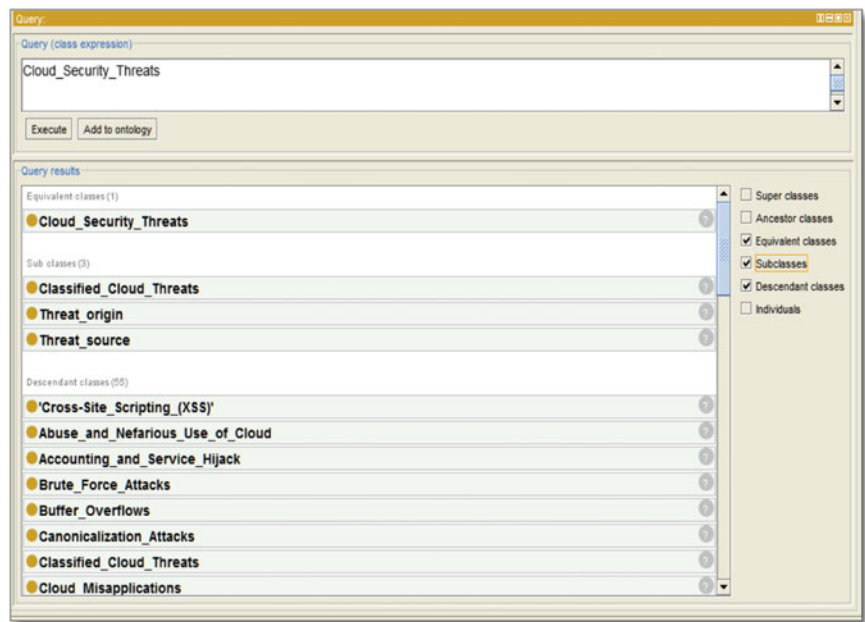 Query:
Query (class expression)
Cloud_Security_Threats
Execute Add to ontology
Query results
Equivalent classes (1)
Cloud_Security_Threats
Sub classes (3)
Classified_Cloud_Threats
Threat_origin
Threat_source
Descendant classes (55)
'Cross-Site_Scripting_(XSS)'
Abuse_and_Nefarious_Use_of_Cloud
Accounting_and_Service_Hijack
Brute_Force_Attacks
Buffer_Overflows
Canonicalization_Attacks
Classified_Cloud_Threats
Cloud_Misapplications
Super classes
Ancestor classes
Equivalent classes
Subclasses
Descendant classes
Individuals